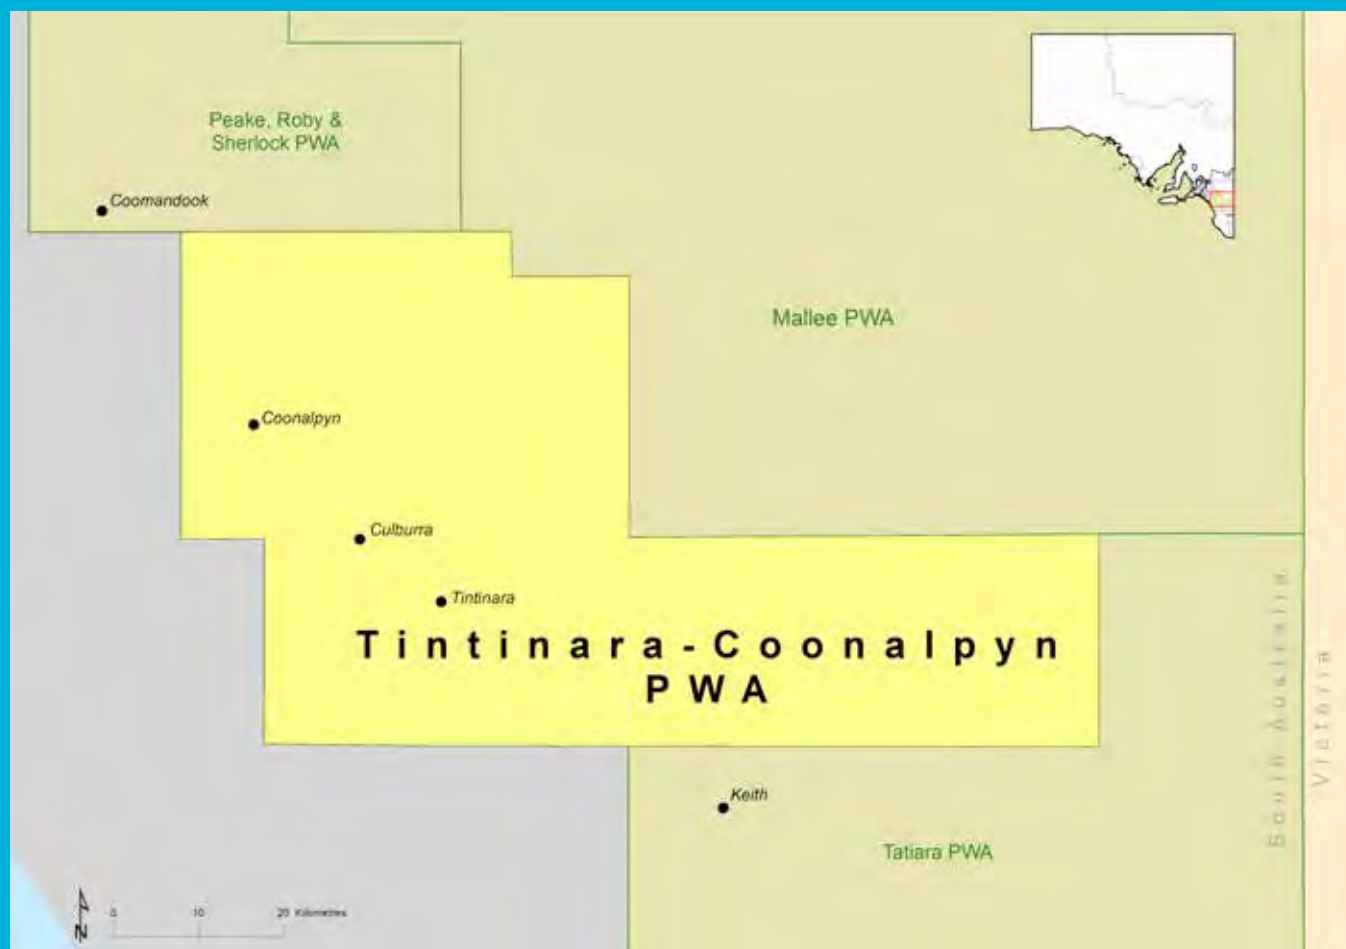 Peake, Roby &
Sherlock PWA
Coomandook
Mallee PWA
Coonalpyn
Culburra
Tintinara
Tintinara-Coonalpyn
PWA
South Australia
Victoria
Keith
Tatiara PWA
N
0 10 20 Kilometres